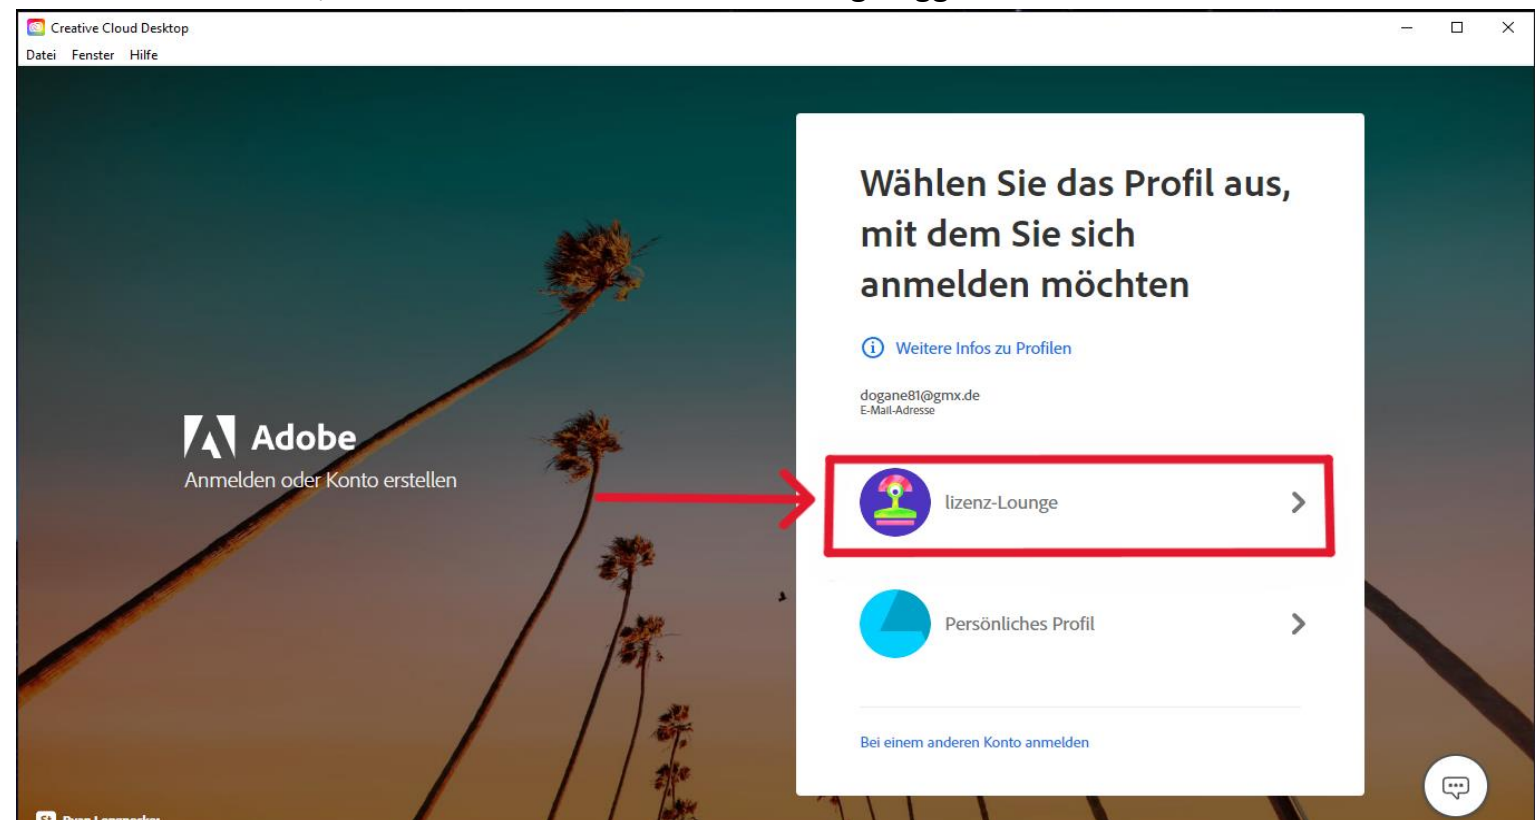 Creative Cloud Desktop
Datei Fenster Hilfe
Wählen Sie das Profil aus,
mit dem Sie sich
anmelden möchten
Weitere Infos zu Profilen
dogane81@gmx.de
E-Mail-Adresse
Adobe
Anmelden oder Konto erstellen
lizenz-Lounge
Persönliches Profil
Bei einem anderen Konto anmelden
St